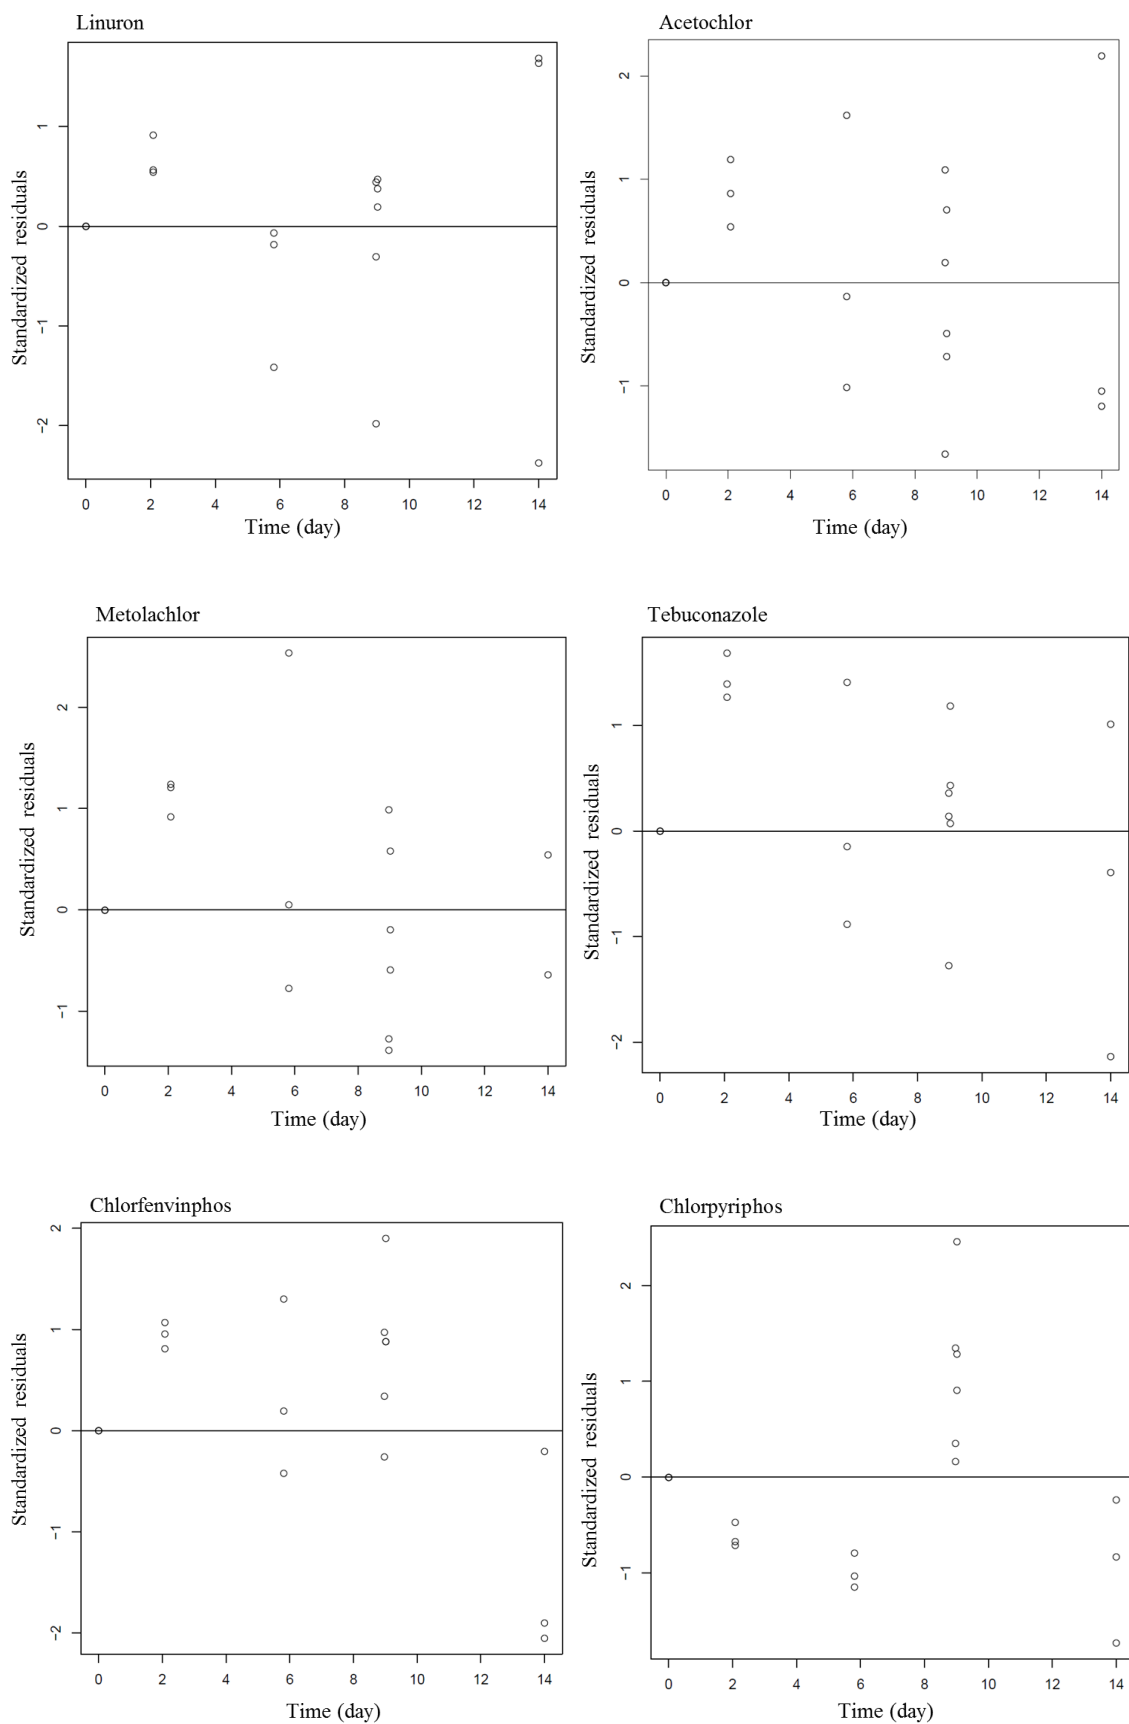 Linuron
Standardized residuals
1
0
−1
−2
0 2 4 6 8 10 12 14
Time (day)
Acetochlor
Standardized residuals
2
1
0
−1
0 2 4 6 8 10 12 14
Time (day)
Metolachlor
Standardized residuals
2
1
0
−1
0 2 4 6 8 10 12 14
Time (day)
Tebuconazole
Standardized residuals
1
0
−1
−2
0 2 4 6 8 10 12 14
Time (day)
Chlorfenvinphos
Standardized residuals
2
1
0
−1
−2
0 2 4 6 8 10 12 14
Time (day)
Chlorpyriphos
Standardized residuals
2
1
0
−1
0 2 4 6 8 10 12 14
Time (day)